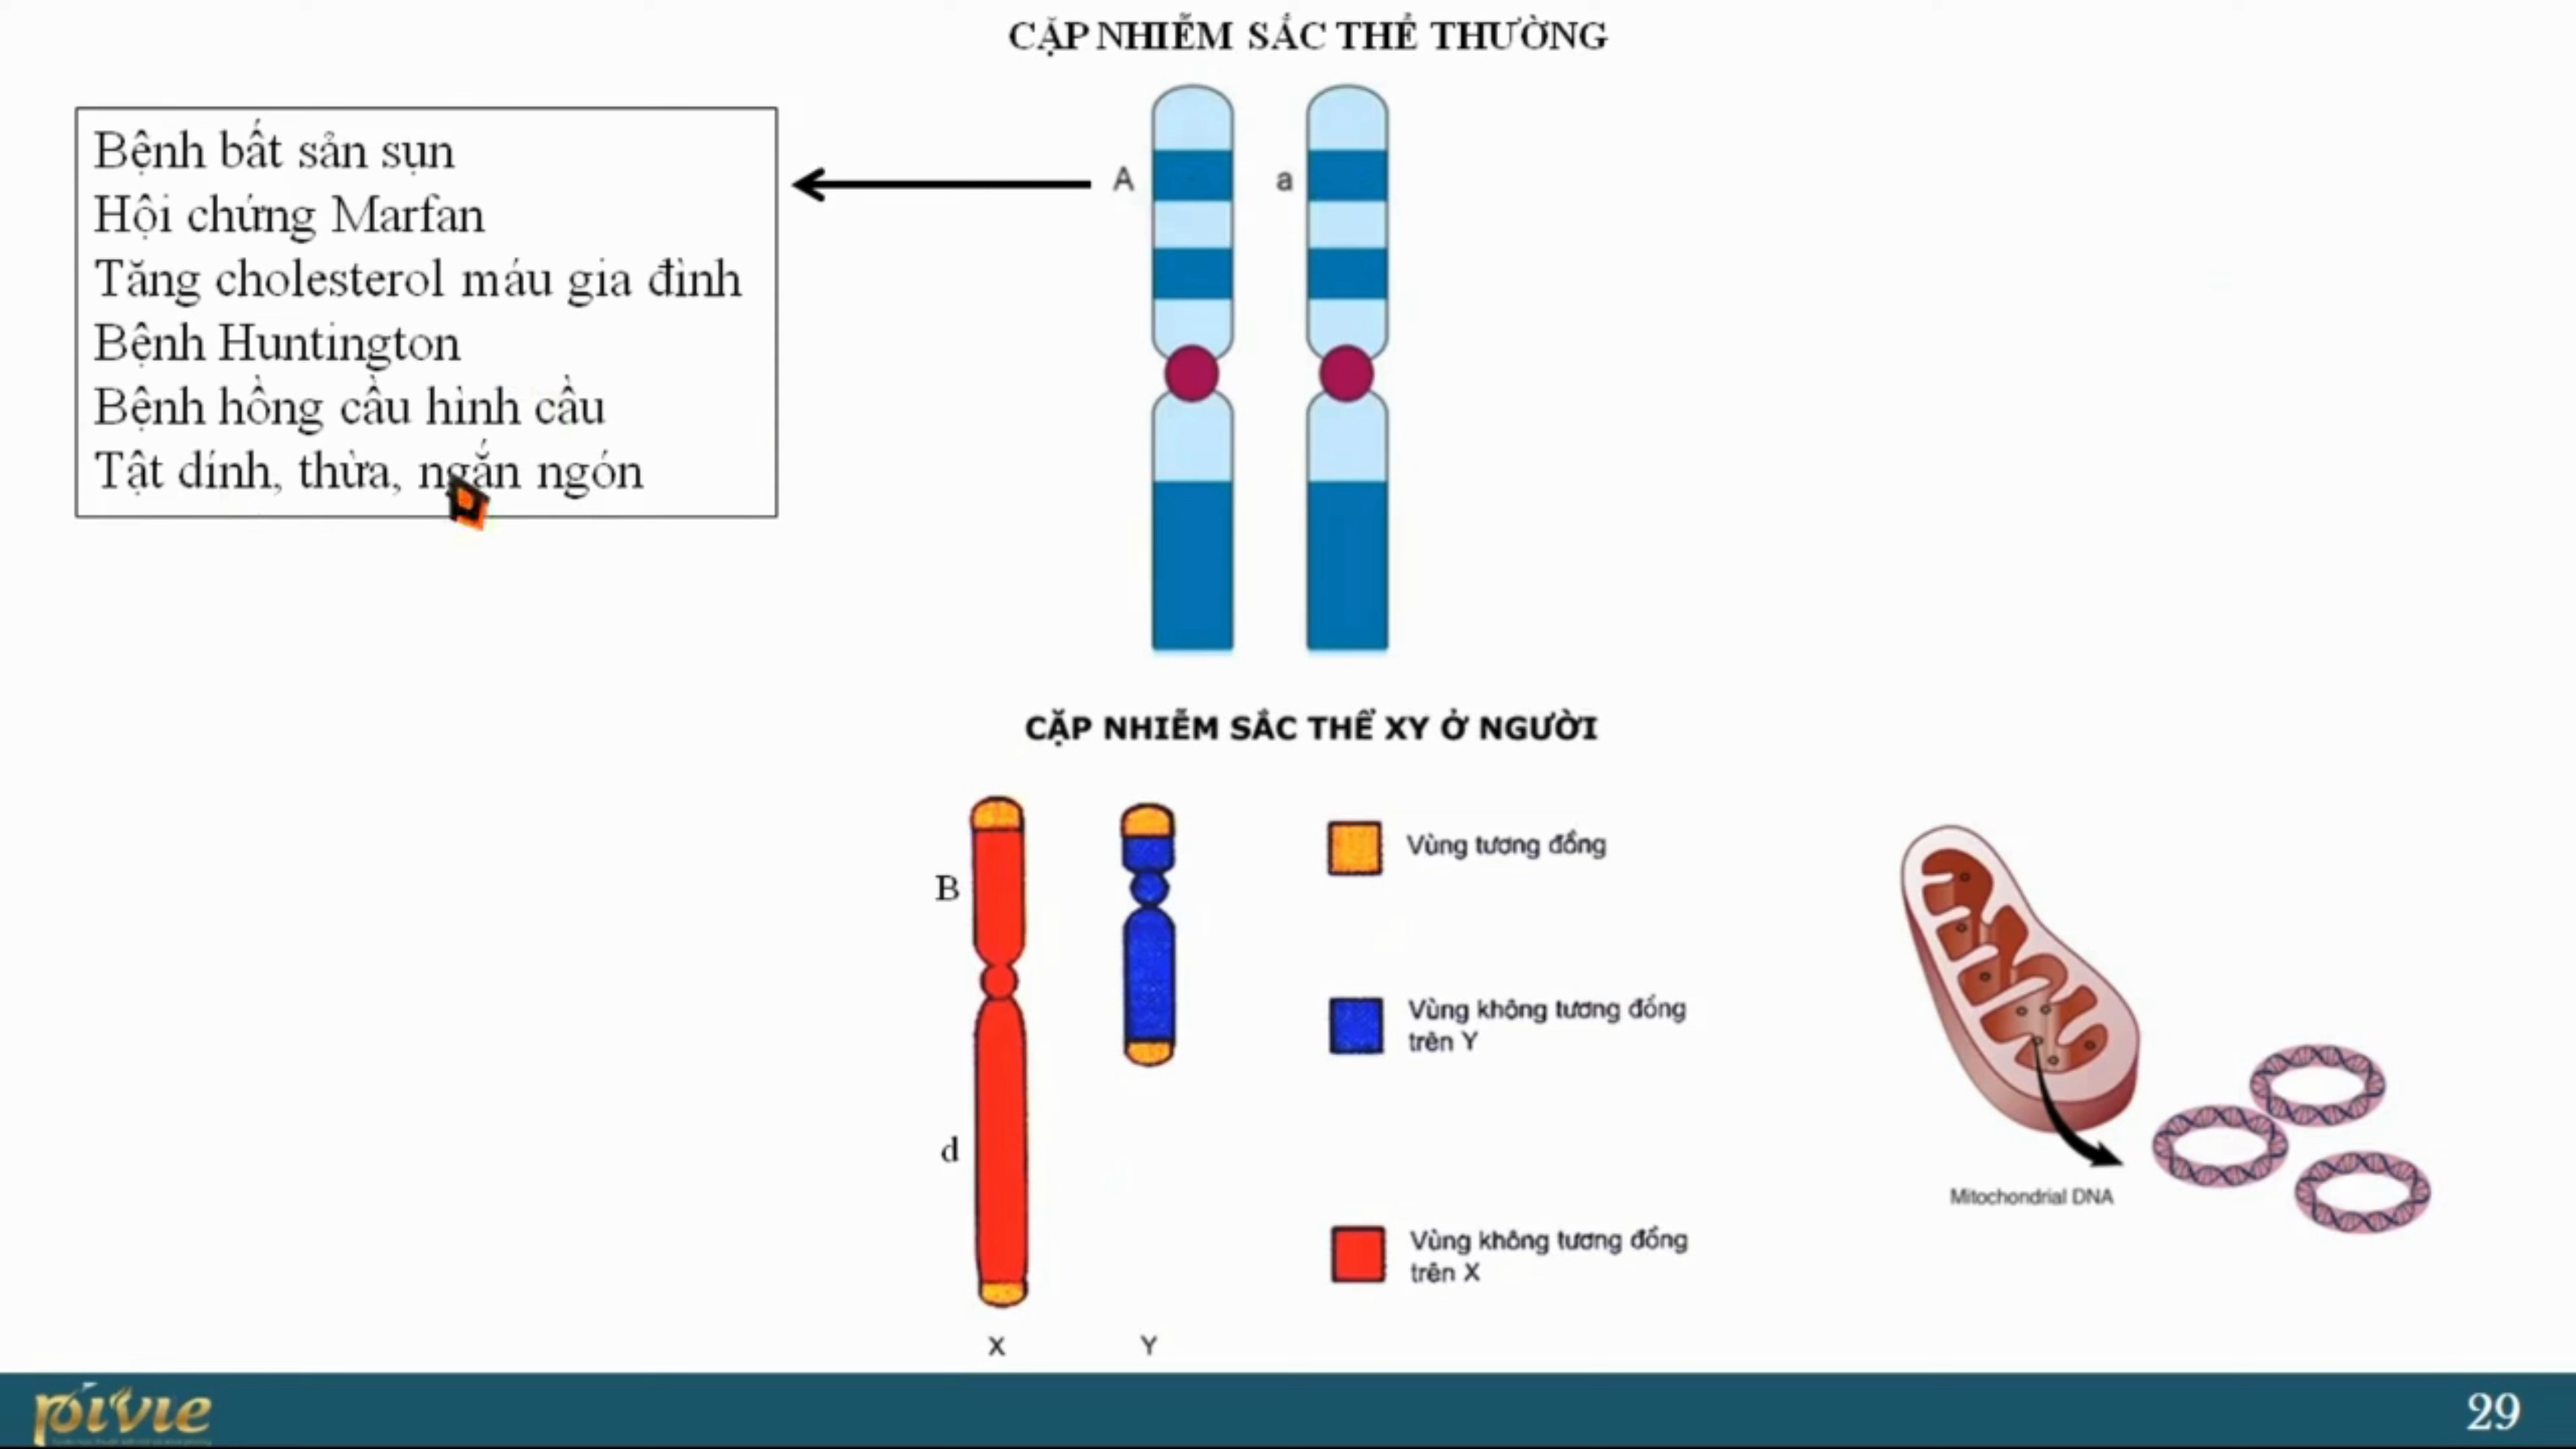 CẶP NHIỄM SẮC THỂ THƯỜNG
Bệnh bất sản sụn
Hội chứng Marfan
Tăng cholesterol máu gia đình
Bệnh Huntington
Bệnh hồng cầu hình cầu
Tật dính, thừa, ngắn ngón
A
a
CẶP NHIỄM SẮC THỂ XY Ở NGƯỜI
B
d
X
Y
Vùng tương đồng
Vùng không tương đồng
trên Y
Vùng không tương đồng
trên X
Mitochondrial DNA
pivie
29